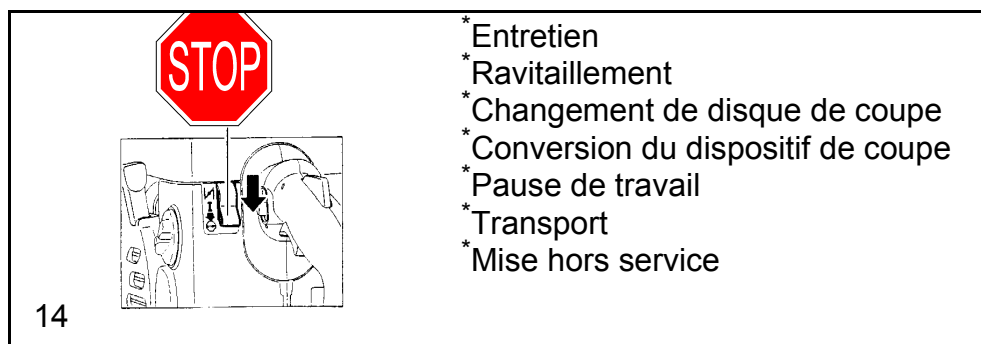 STOP
*Entretien
*Ravitaillement
*Changement de disque de coupe
*Conversion du dispositif de coupe
*Pause de travail
*Transport
*Mise hors service
14